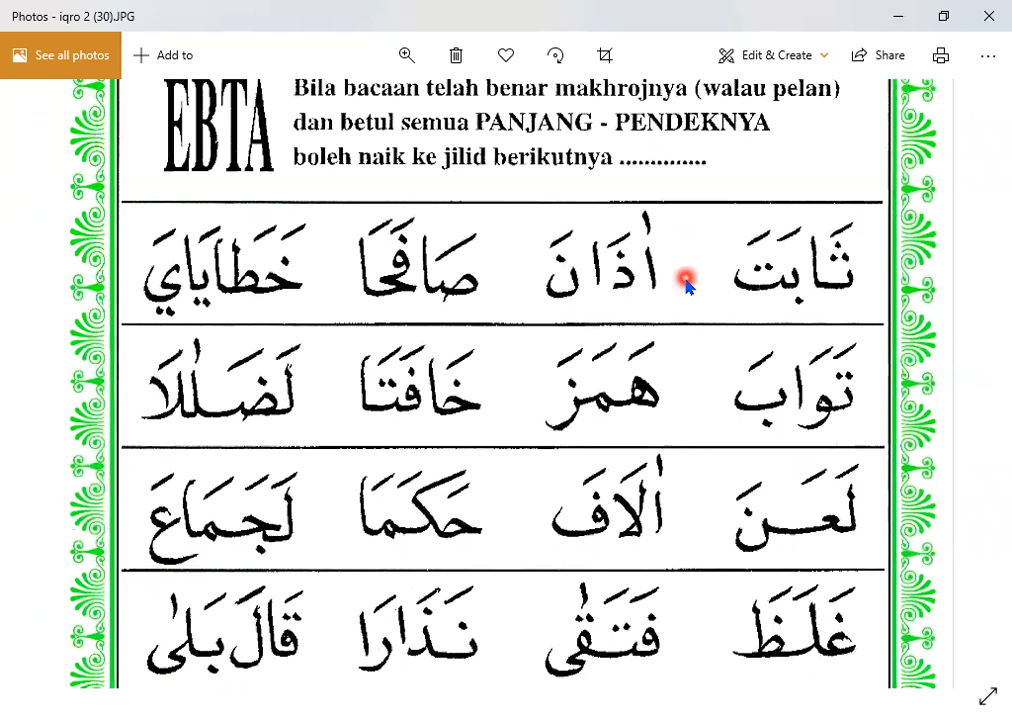 Photos - iqro 2 (30).JPG
See all photos
Add to
Edit & Create
Share
EBTA
Bila bacaan telah benar makhrojnya (walau pelan)
dan betul semua PANJANG - PENDEKNYA
boleh naik ke jilid berikutnya ..............
ثَابَتَ اٰذَانَ صَافَحَا خَطَايَايَ
تَوَابَ هَمَزَ خَافَتَا لَضَلٰلَا
لَعَنَ اٰلَافَ حَكَمَا لَجَمَاعَ
غَلَظَ فَتَقٰى نَذَارَا قَالَ بَلٰى